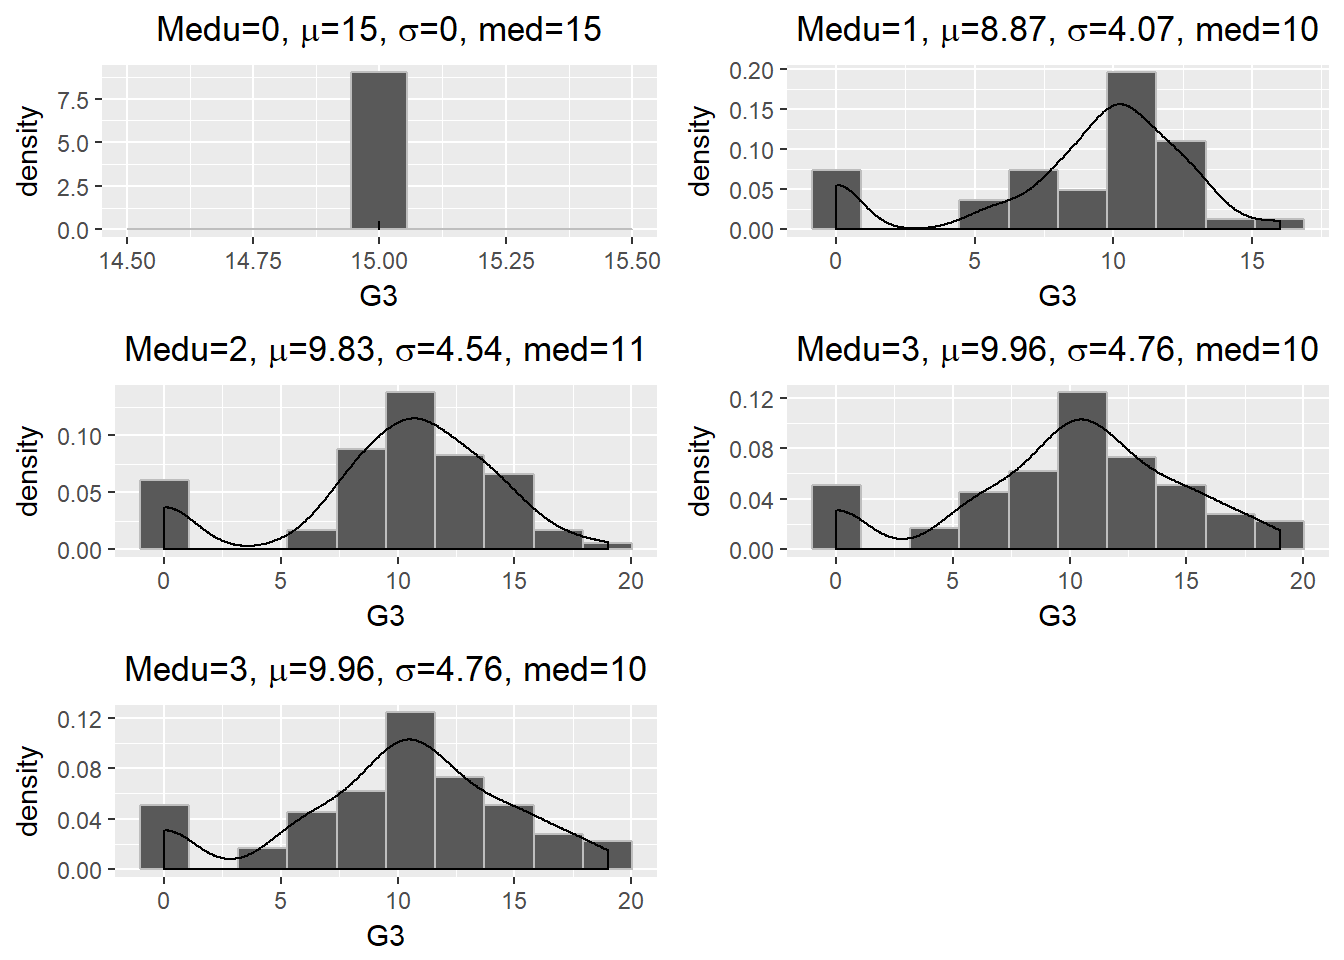 Medu=0, μ=15, σ=0, med=15
density
7.5
5.0
2.5
0.0
14.50 14.75 15.00 15.25 15.50
G3
Medu=1, μ=8.87, σ=4.07, med=10
density
0.20
0.15
0.10
0.05
0.00
0 5 10 15
G3
Medu=2, μ=9.83, σ=4.54, med=11
density
0.10
0.05
0.00
0 5 10 15 20
G3
Medu=3, μ=9.96, σ=4.76, med=10
density
0.12
0.08
0.04
0.00
0 5 10 15 20
G3
Medu=3, μ=9.96, σ=4.76, med=10
density
0.12
0.08
0.04
0.00
0 5 10 15 20
G3